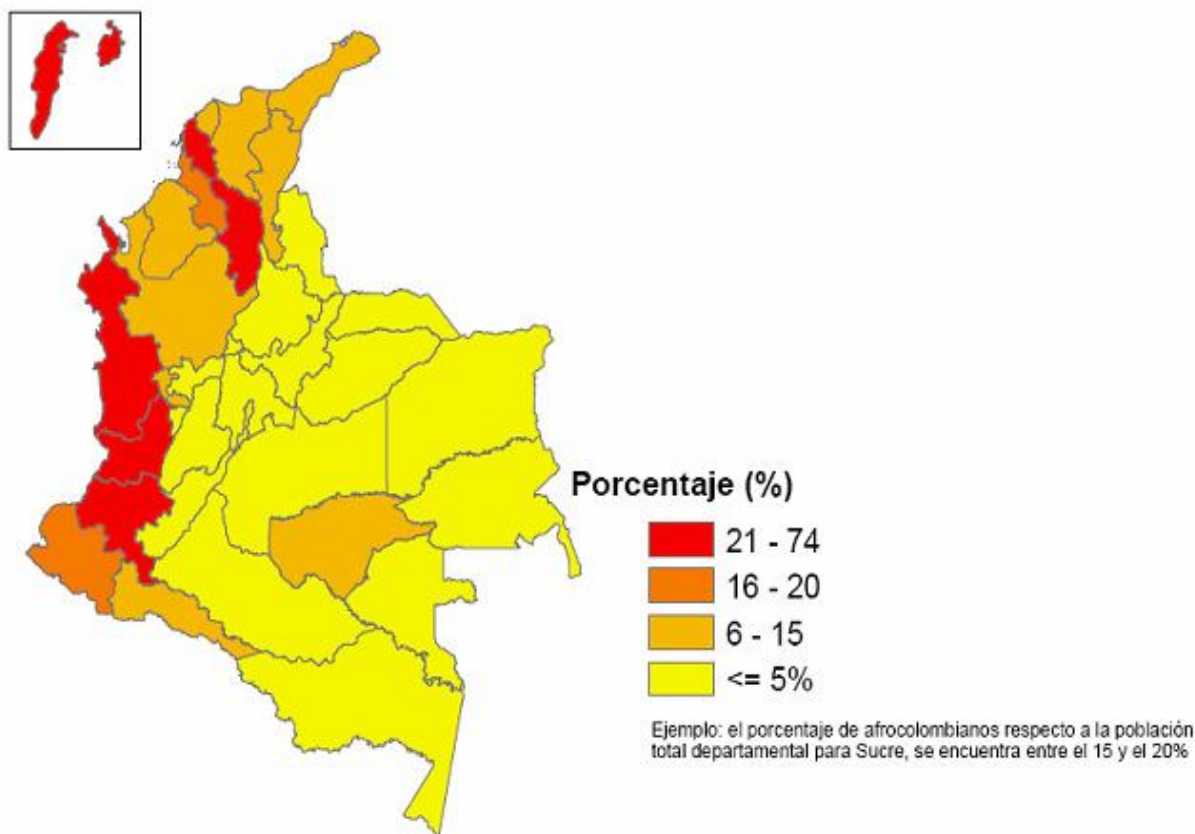 Porcentaje (%)
21 - 74
16 - 20
6 - 15
<= 5%
Ejemplo: el porcentaje de afrocolombianos respecto a la población
total departamental para Sucre, se encuentra entre el 15 y el 20%